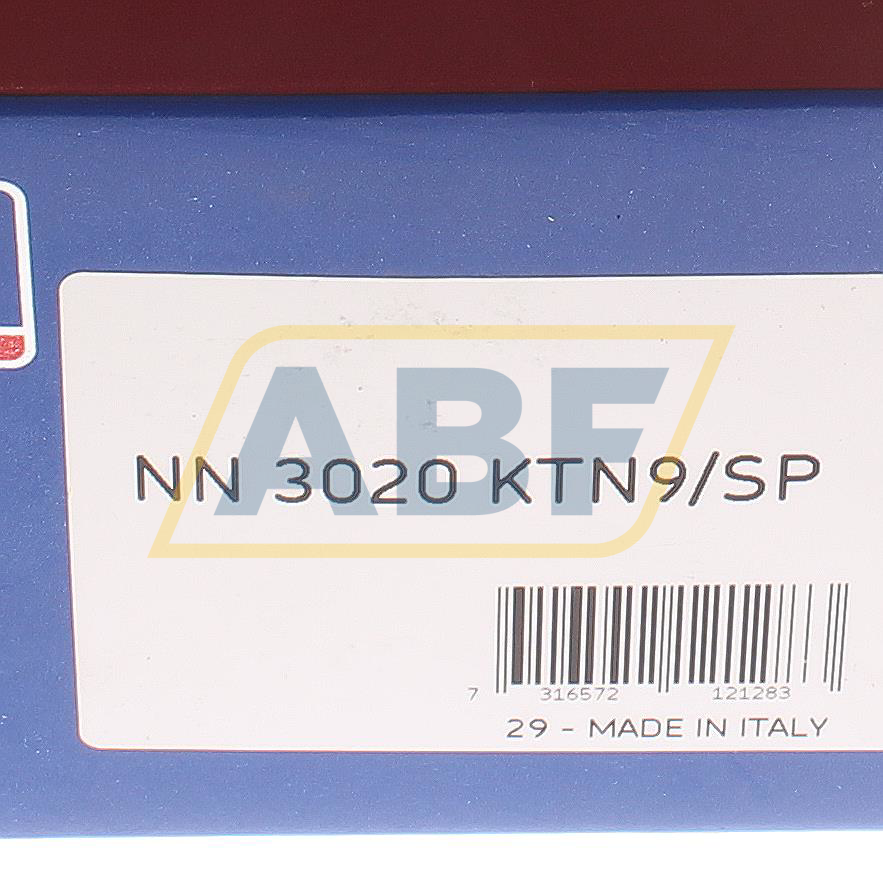 ABF
NN 3020 KTN9/SP
7 316572 121283
29 - MADE IN ITALY